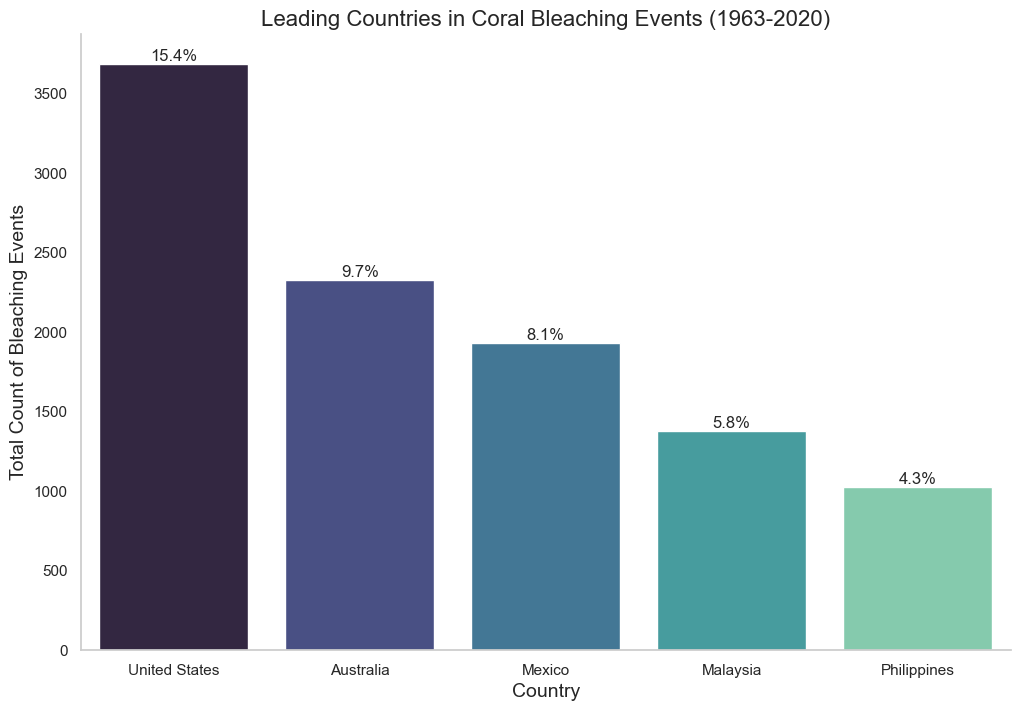 Leading Countries in Coral Bleaching Events (1963-2020)
15.4%
9.7%
8.1%
5.8%
4.3%
Total Count of Bleaching Events
3500
3000
2500
2000
1500
1000
500
0
United States
Australia
Mexico
Malaysia
Philippines
Country